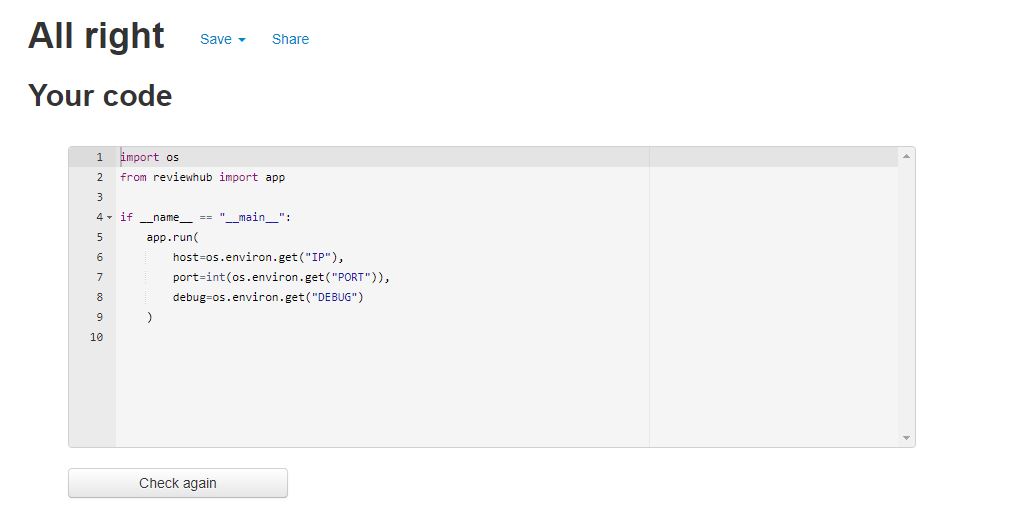 All right Save Share
Your code
1 import os
2 from reviewhub import app
3
4 if __name__ == "__main__":
5     app.run(
6         host=os.environ.get("IP"),
7         port=int(os.environ.get("PORT")),
8         debug=os.environ.get("DEBUG")
9     )
10
Check again